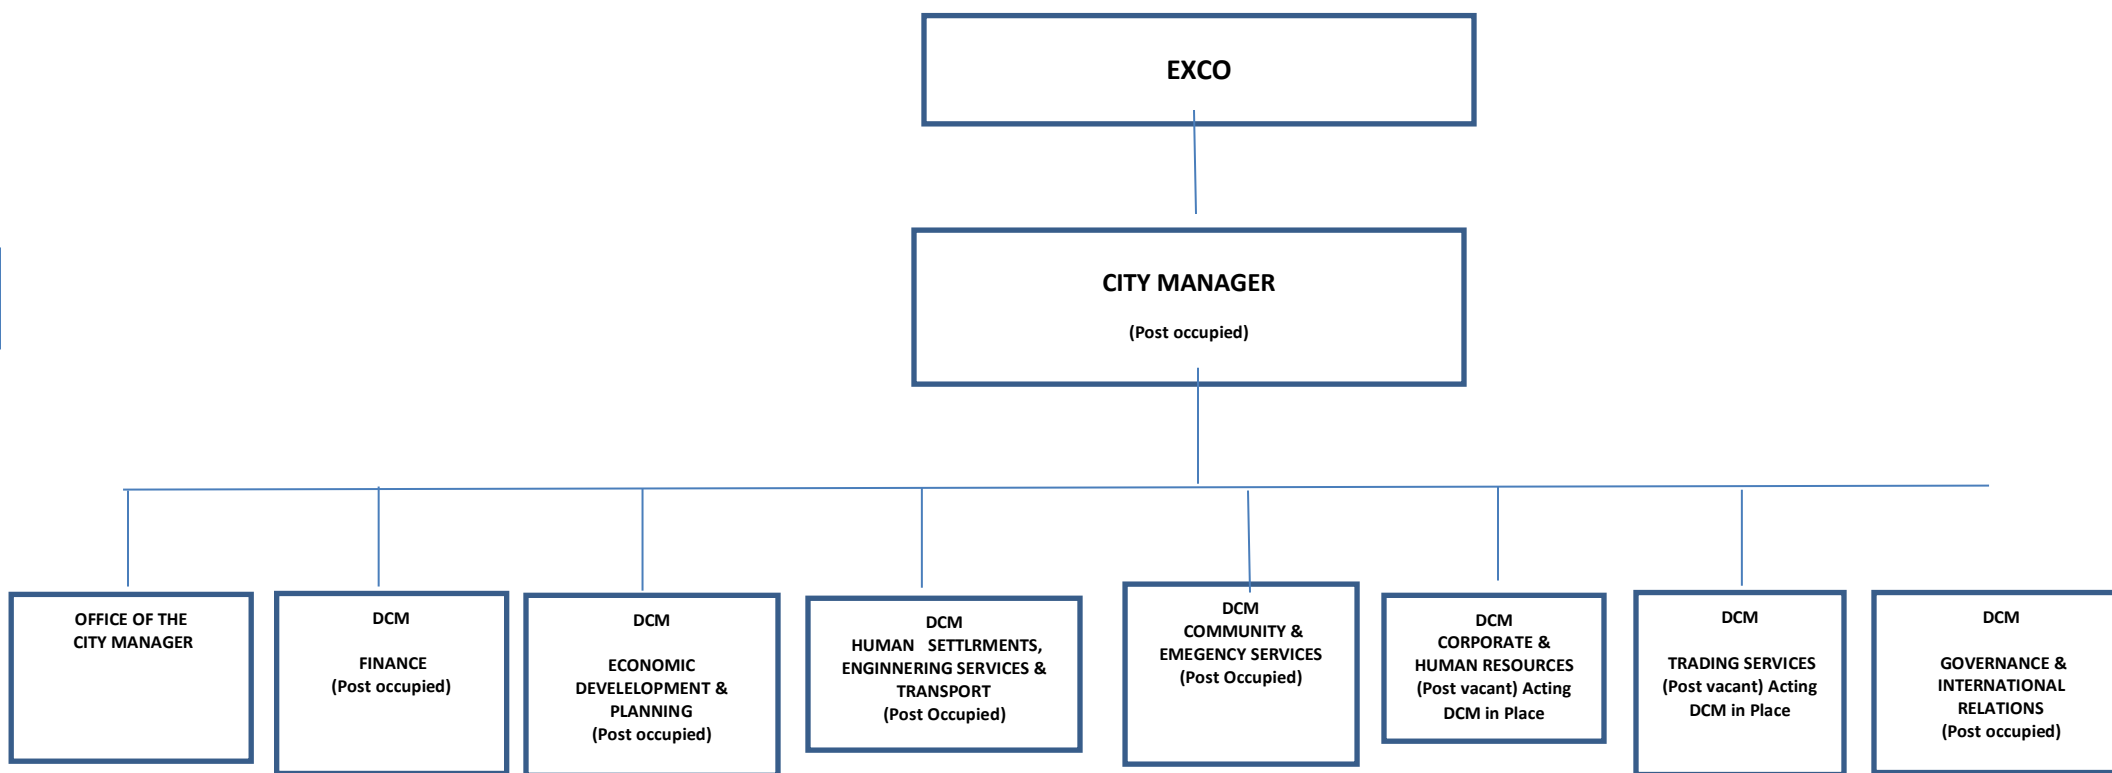 EXCO
CITY MANAGER
(Post occupied)
OFFICE OF THE
CITY MANAGER
DCM
FINANCE
(Post occupied)
DCM
ECONOMIC
DEVELELOPMENT &
PLANNING
(Post occupied)
DCM
HUMAN SETTLRMENTS,
ENGINNERING SERVICES &
TRANSPORT
(Post Occupied)
DCM
COMMUNITY &
EMEGENCY SERVICES
(Post Occupied)
DCM
CORPORATE &
HUMAN RESOURCES
(Post vacant) Acting
DCM in Place
DCM
TRADING SERVICES
(Post vacant) Acting
DCM in Place
DCM
GOVERNANCE &
INTERNATIONAL
RELATIONS
(Post occupied)